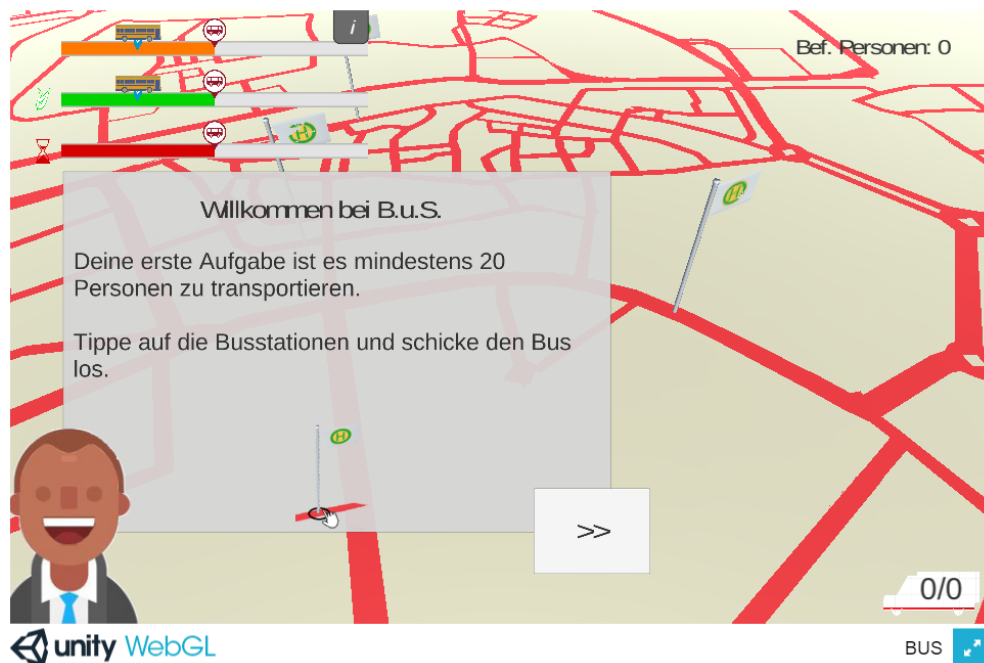 i
Bef. Personen: 0
H
H
Willkommen bei B.u.S.
Deine erste Aufgabe ist es mindestens 20
Personen zu transportieren.
Tippe auf die Busstationen und schicke den Bus
los.
H
>>
0/0
unity WebGL
BUS